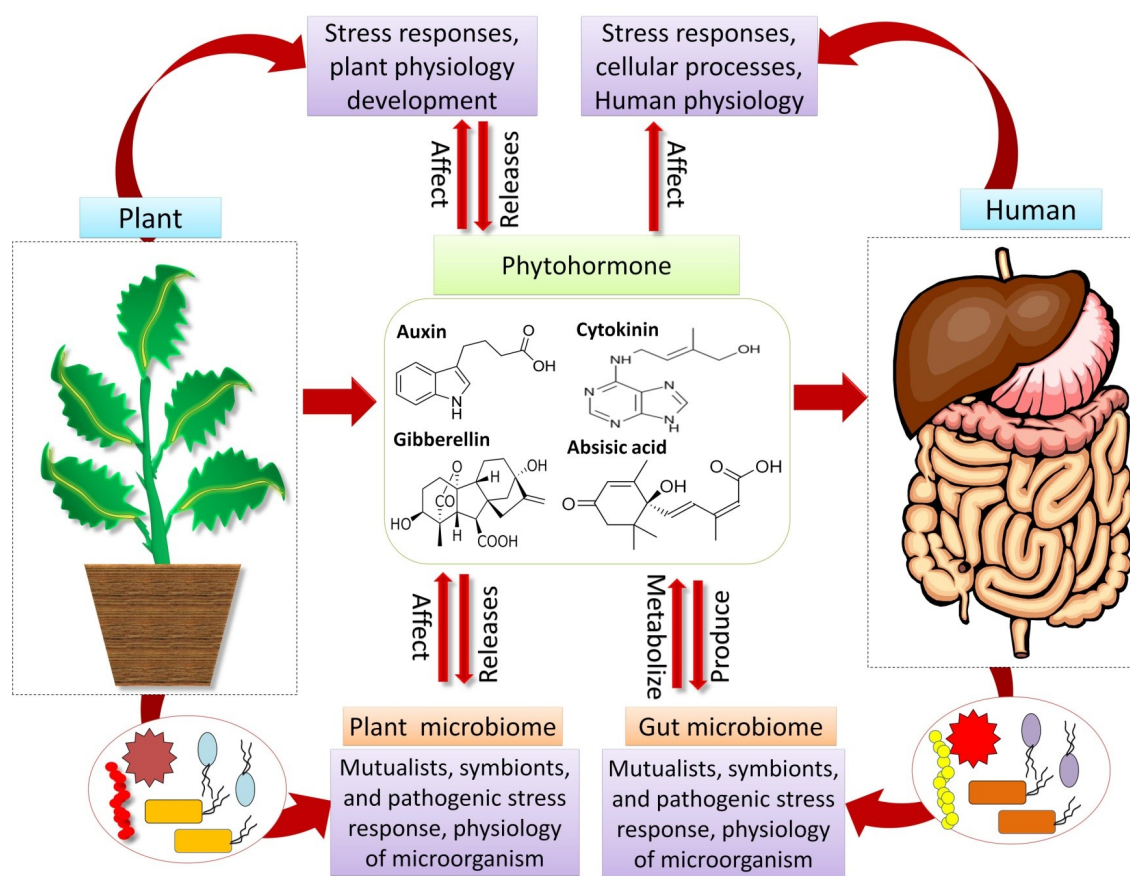 Stress responses,
plant physiology
development
Stress responses,
cellular processes,
Human physiology
Affect
Releases
Affect
Plant
Human
Phytohormone
Auxin
O
OH
N
H
Cytokinin
NH
OH
N
N
N
N
H
Gibberellin
O
CO
H
OH
HO
H
COOH
Absisic acid
O
OH
O
OH
Affect
Releases
Metabolize
Produce
Plant microbiome
Mutualists, symbionts,
and pathogenic stress
response, physiology
of microorganism
Gut microbiome
Mutualists, symbionts,
and pathogenic stress
response, physiology
of microorganism